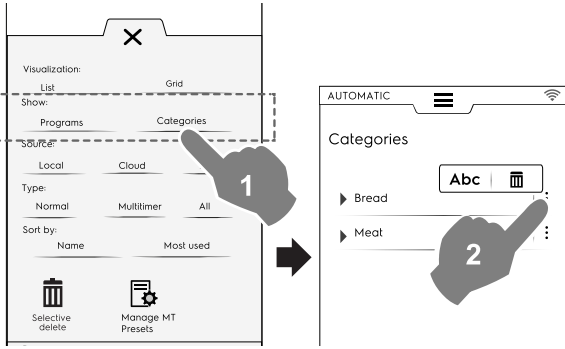 Visualization:
List Grid
Show:
Programs Categories
Source:
Local Cloud
Type:
Normal Multitimer All
Sort by:
Name Most used
Selective
delete
Manage MT
Presets
1
AUTOMATIC
Categories
Abc
Bread
Meat
2